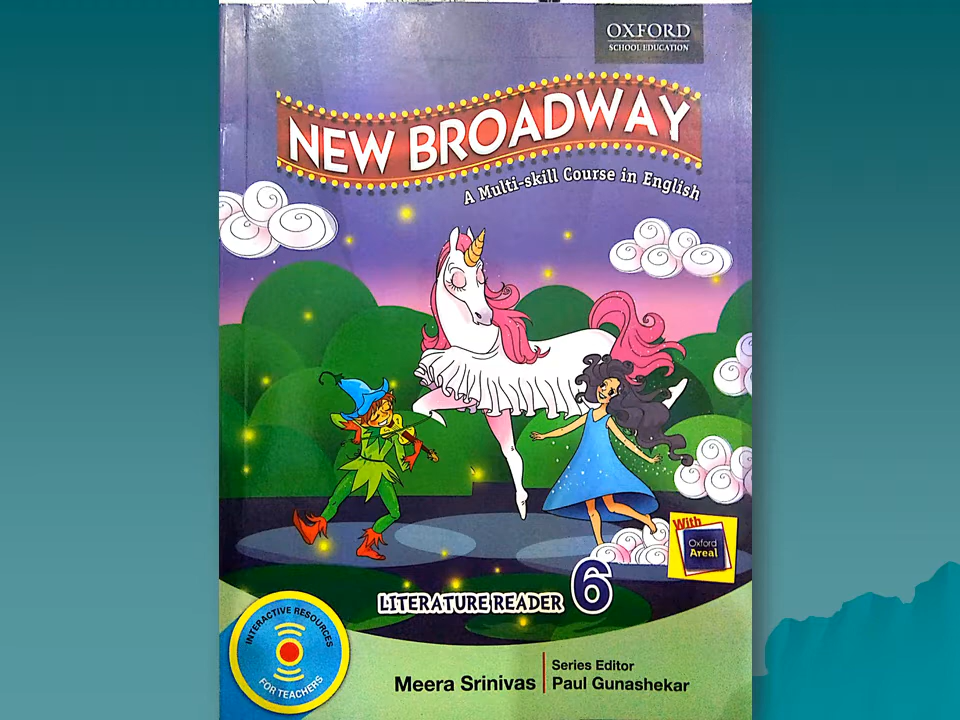 OXFORD
SCHOOL EDUCATION
NEW BROADWAY
A Multi-skill Course in English
With
Oxford
Areal
LITERATURE READER 6
INTERACTIVE RESOURCES
FOR TEACHERS
Meera Srinivas
Series Editor
Paul Gunashekar